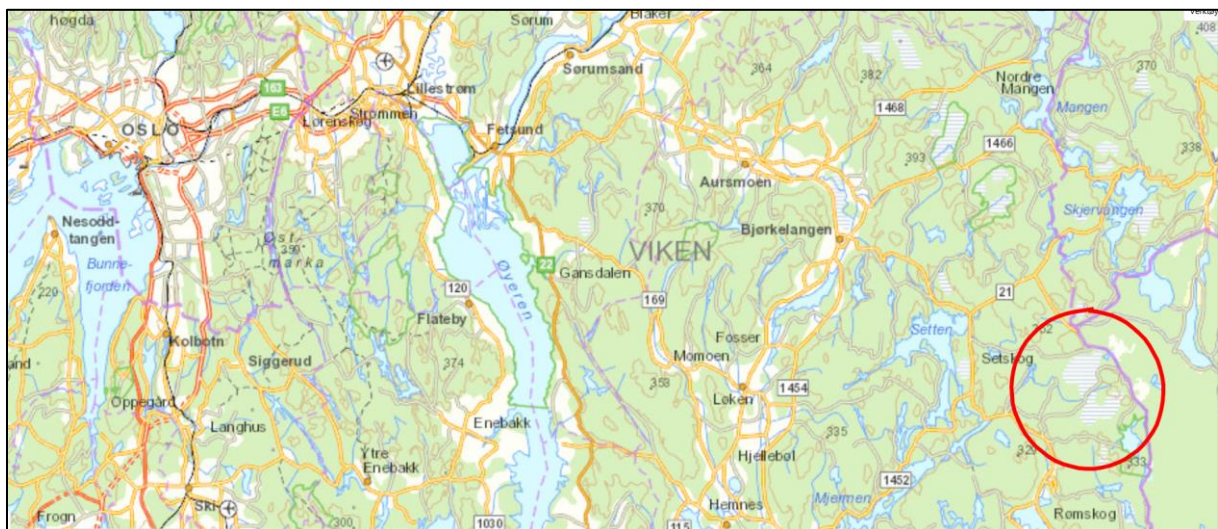 høgda
Sørum
Blaker
408
Sørumsand
364
382
370
Nordre
Mangen
Mangen
163
E6
Lillestrøm
Strømmen
Lørenskog
OSLO
Fetsund
1468
1466
393
338
Aursmoen
Nesodd-
tangen
Bunne-
fjorden
220
Øst-
marka
350
370
VIKEN
Bjørkelangen
Skjervangen
Øyeren
22
Gansdalen
120
Flateby
169
21
Kolbotn
Siggerud
374
Fosser
Momoen
353
Setten
Setskog
Løken
1454
Oppegård
Langhus
Enebakk
335
Ytre
Enebakk
Hjellebøl
1452
333
Ski
Frogn
300
1030
Hemnes
115
Mjermen
Rømskog